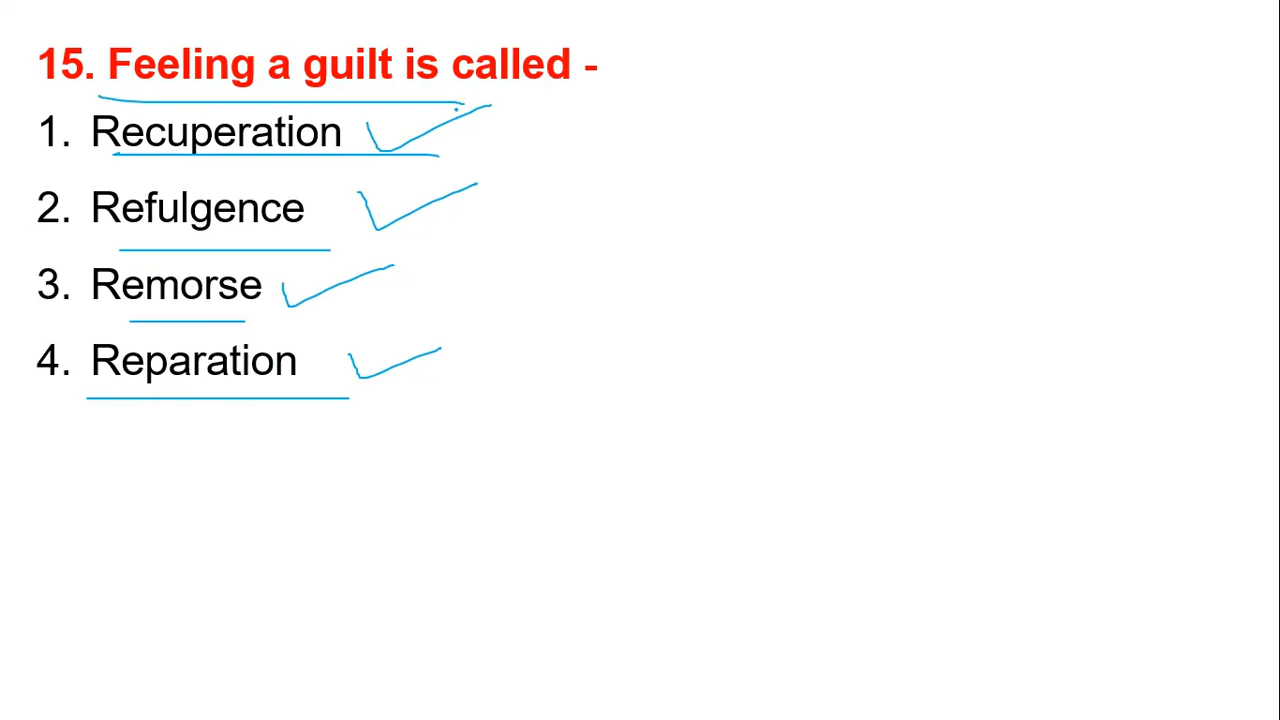 15. Feeling a guilt is called -
1. Recuperation
2. Refulgence
3. Remorse
4. Reparation